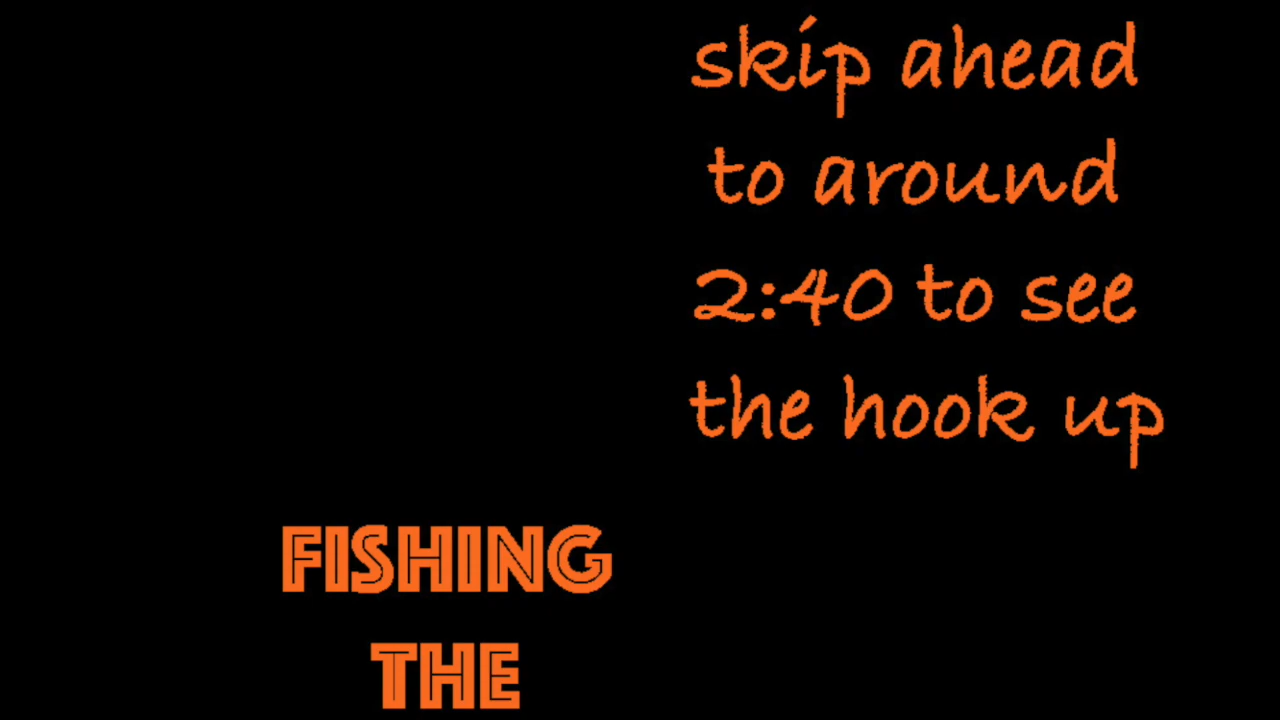 skip ahead
to around
2:40 to see
the hook up
FISHING
THE